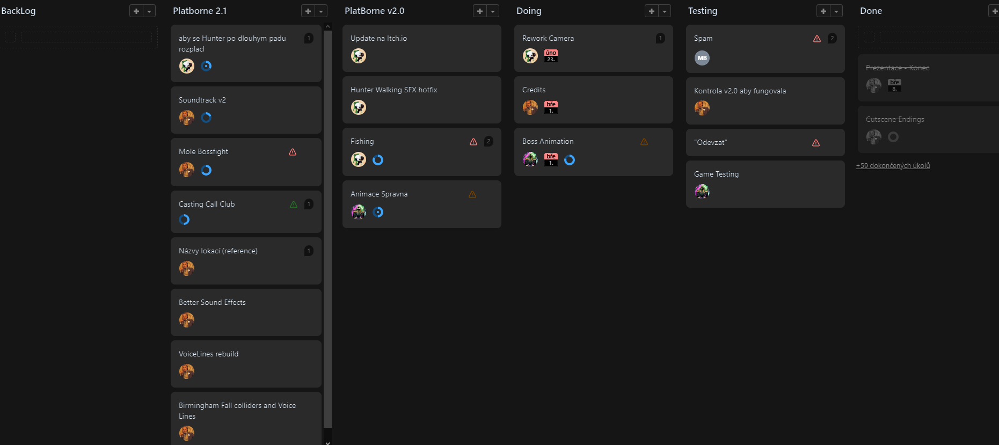 BackLog
Platborne 2.1
aby se Hunter po dlouhym padu
rozplacl
1
Soundtrack v2
Mole Bossfight
Casting Call Club
1
Názvy lokací (reference)
1
Better Sound Effects
VoiceLines rebuild
Birmingham Fall colliders and Voice
Lines
PlatBorne v2.0
Update na Itch.io
Hunter Walking SFX hotfix
Fishing
2
Animace Spravna
Doing
Rework Camera
1
úno
23.
Credits
bře
1.
Boss Animation
bře
1.
Testing
Spam
2
MB
Kontrola v2.0 aby fungovala
"Odevzat"
Game Testing
Done
Prezentace - Konec
bře
8.
Cutscene Endings
+59 dokončených úkolů